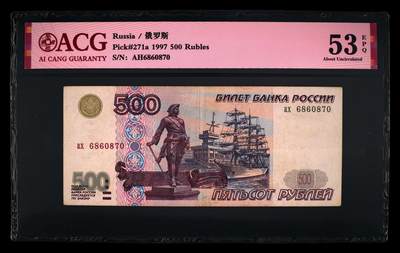 ACG
AI CANG GUARANTY
Russia / 俄罗斯
Pick#271a 1997 500 Rubles
S/N: AH6860870
53 EPQ
About Uncirculated
500
БИЛЕТ БАНКА РОССИИ
ах 6860870
ах 6860870
500
500
ПЯТЬСОТ РУБЛЕЙ